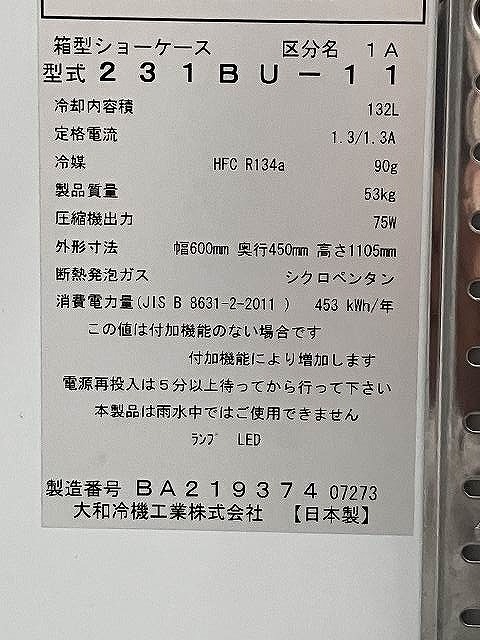 箱型ショーケース 区分名 1A
型式 231BU-11
冷却内容積 132L
定格電流 1.3/1.3A
冷媒 HFC R134a 90g
製品質量 53kg
圧縮機出力 75W
外形寸法 幅600mm 奥行450mm 高さ1105mm
断熱発泡ガス シクロペンタン
消費電力量(JIS B 8631-2-2011 ) 453 kWh/年
この値は付加機能のない場合です
付加機能により増加します
電源再投入は5分以上待ってから行って下さい
本製品は雨水中ではご使用できません
ﾗﾝﾌﾟ LED
製造番号 BA219374 07273
大和冷機工業株式会社 【日本製】